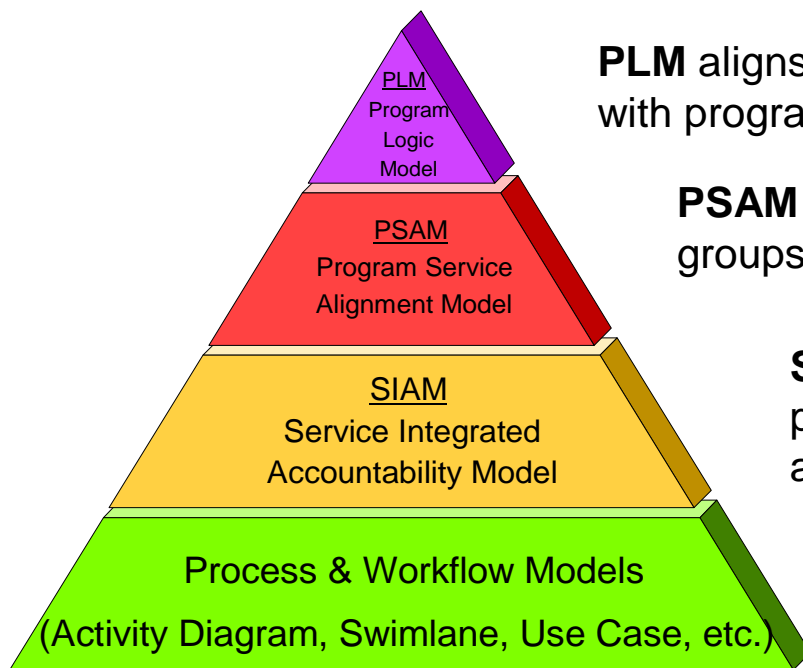 PLM
Program
Logic
Model
PLM aligns
with progra
PSAM
Program Service
Alignment Model
PSAM
groups
SIAM
Service Integrated
Accountability Model
S
p
a
Process & Workflow Models
(Activity Diagram, Swimlane, Use Case, etc.)